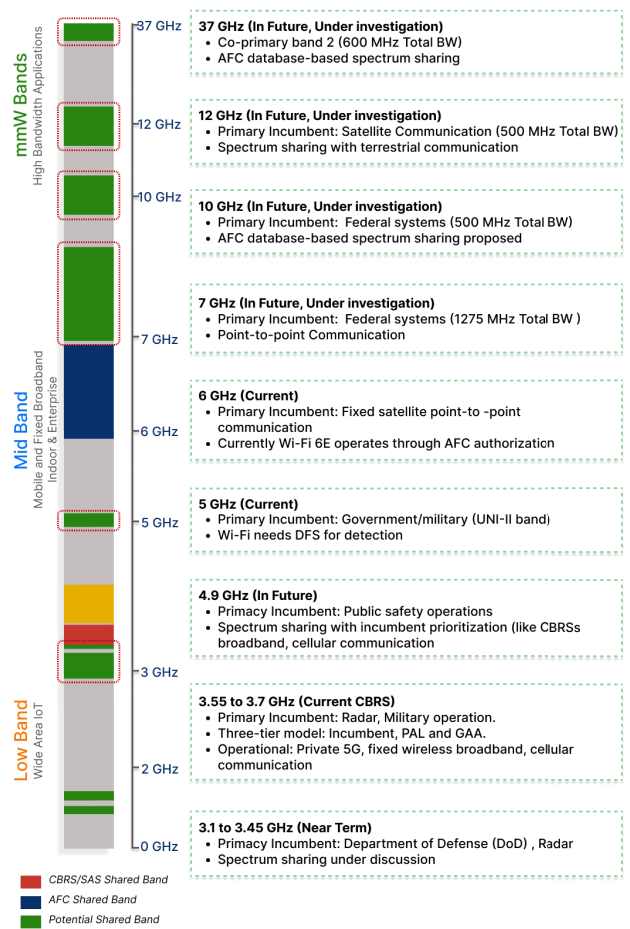 37 GHz
12 GHz
10 GHz
7 GHz
6 GHz
5 GHz
3 GHz
2 GHz
0 GHz
mmW Bands
High Bandwidth Applications
Mid Band
Mobile and Fixed Broadband
Indoor & Enterprise
Low Band
Wide Area IoT
37 GHz (In Future, Under investigation)
• Co-primary band 2 (600 MHz Total BW)
• AFC database-based spectrum sharing
12 GHz (In Future, Under investigation)
• Primary Incumbent: Satellite Communication (500 MHz Total BW)
• Spectrum sharing with terrestrial communication
10 GHz (In Future, Under investigation)
• Primary Incumbent: Federal systems (500 MHz Total BW)
• AFC database-based spectrum sharing proposed
7 GHz (In Future, Under investigation)
• Primary Incumbent: Federal systems (1275 MHz Total BW )
• Point-to-point Communication
6 GHz (Current)
• Primary Incumbent: Fixed satellite point-to -point
communication
• Currently Wi-Fi 6E operates through AFC authorization
5 GHz (Current)
• Primary Incumbent: Government/military (UNI-II band)
• Wi-Fi needs DFS for detection
4.9 GHz (In Future)
• Primacy Incumbent: Public safety operations
• Spectrum sharing with incumbent prioritization (like CBRSs
broadband, cellular communication
3.55 to 3.7 GHz (Current CBRS)
• Primary Incumbent: Radar, Military operation.
• Three-tier model: Incumbent, PAL and GAA.
• Operational: Private 5G, fixed wireless broadband, cellular
communication
3.1 to 3.45 GHz (Near Term)
• Primacy Incumbent: Department of Defense (DoD) , Radar
• Spectrum sharing under discussion
CBRS/SAS Shared Band
AFC Shared Band
Potential Shared Band